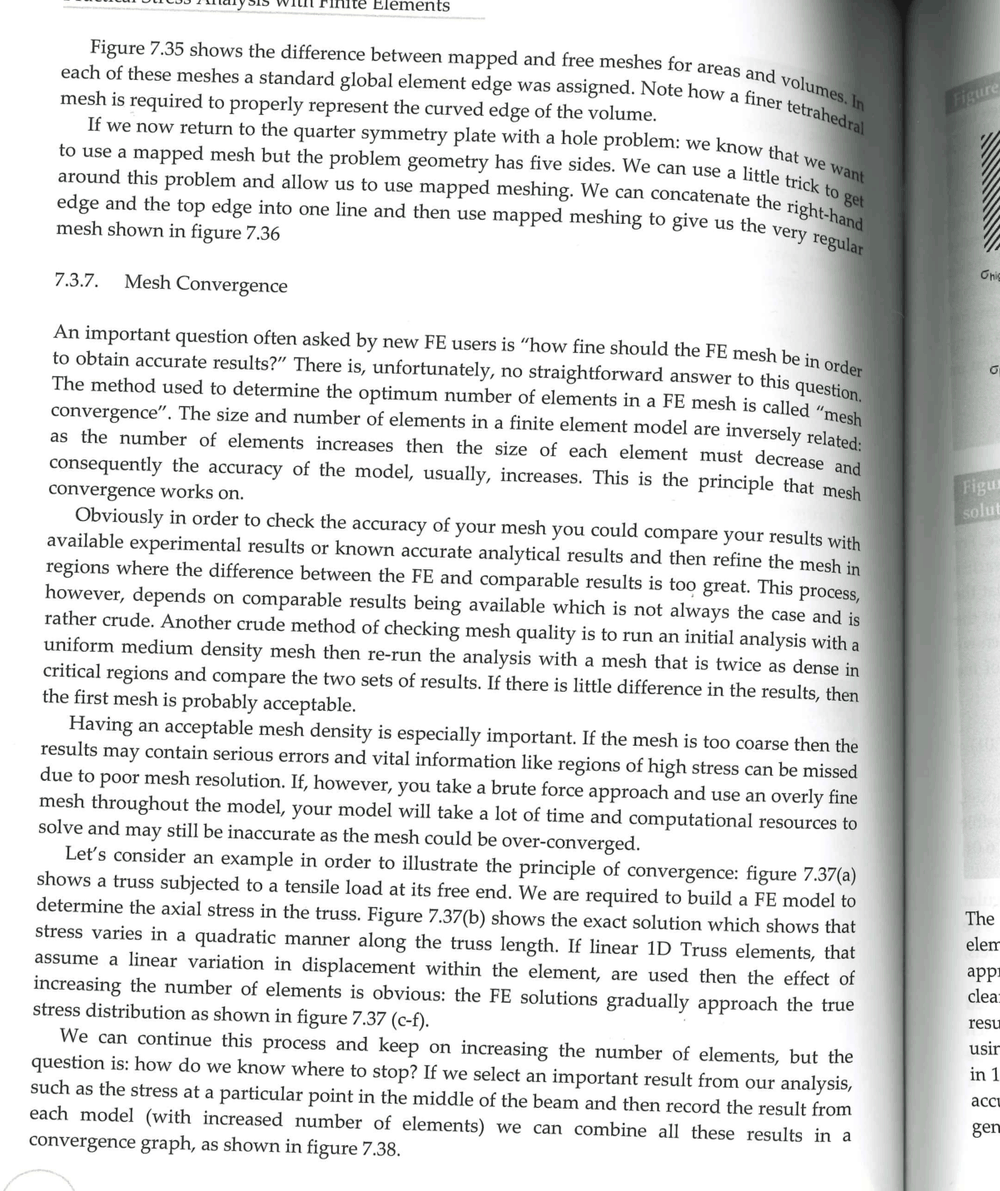 Practical Stress Analysis with Finite Elements
Figure 7.35 shows the difference between mapped and free meshes for areas and volumes. In
each of these meshes a standard global element edge was assigned. Note how a finer tetrahedral
mesh is required to properly represent the curved edge of the volume.
If we now return to the quarter symmetry plate with a hole problem: we know that we want
to use a mapped mesh but the problem geometry has five sides. We can use a little trick to get
around this problem and allow us to use mapped meshing. We can concatenate the right-hand
edge and the top edge into one line and then use mapped meshing to give us the very regular
mesh shown in figure 7.36
7.3.7. Mesh Convergence
An important question often asked by new FE users is “how fine should the FE mesh be in order
to obtain accurate results?” There is, unfortunately, no straightforward answer to this question.
The method used to determine the optimum number of elements in a FE mesh is called “mesh
convergence”. The size and number of elements in a finite element model are inversely related:
as the number of elements increases then the size of each element must decrease and
consequently the accuracy of the model, usually, increases. This is the principle that mesh
convergence works on.
Obviously in order to check the accuracy of your mesh you could compare your results with
available experimental results or known accurate analytical results and then refine the mesh in
regions where the difference between the FE and comparable results is too great. This process,
however, depends on comparable results being available which is not always the case and is
rather crude. Another crude method of checking mesh quality is to run an initial analysis with a
uniform medium density mesh then re-run the analysis with a mesh that is twice as dense in
critical regions and compare the two sets of results. If there is little difference in the results, then
the first mesh is probably acceptable.
Having an acceptable mesh density is especially important. If the mesh is too coarse then the
results may contain serious errors and vital information like regions of high stress can be missed
due to poor mesh resolution. If, however, you take a brute force approach and use an overly fine
mesh throughout the model, your model will take a lot of time and computational resources to
solve and may still be inaccurate as the mesh could be over-converged.
Let’s consider an example in order to illustrate the principle of convergence: figure 7.37(a)
shows a truss subjected to a tensile load at its free end. We are required to build a FE model to
determine the axial stress in the truss. Figure 7.37(b) shows the exact solution which shows that
stress varies in a quadratic manner along the truss length. If linear 1D Truss elements, that
assume a linear variation in displacement within the element, are used then the effect of
increasing the number of elements is obvious: the FE solutions gradually approach the true
stress distribution as shown in figure 7.37 (c-f).
We can continue this process and keep on increasing the number of elements, but the
question is: how do we know where to stop? If we select an important result from our analysis,
such as the stress at a particular point in the middle of the beam and then record the result from
each model (with increased number of elements) we can combine all these results in a
convergence graph, as shown in figure 7.38.
Figure
Figu
solut
The
elem
app
clea
resu
usin
in 1
accu
gen